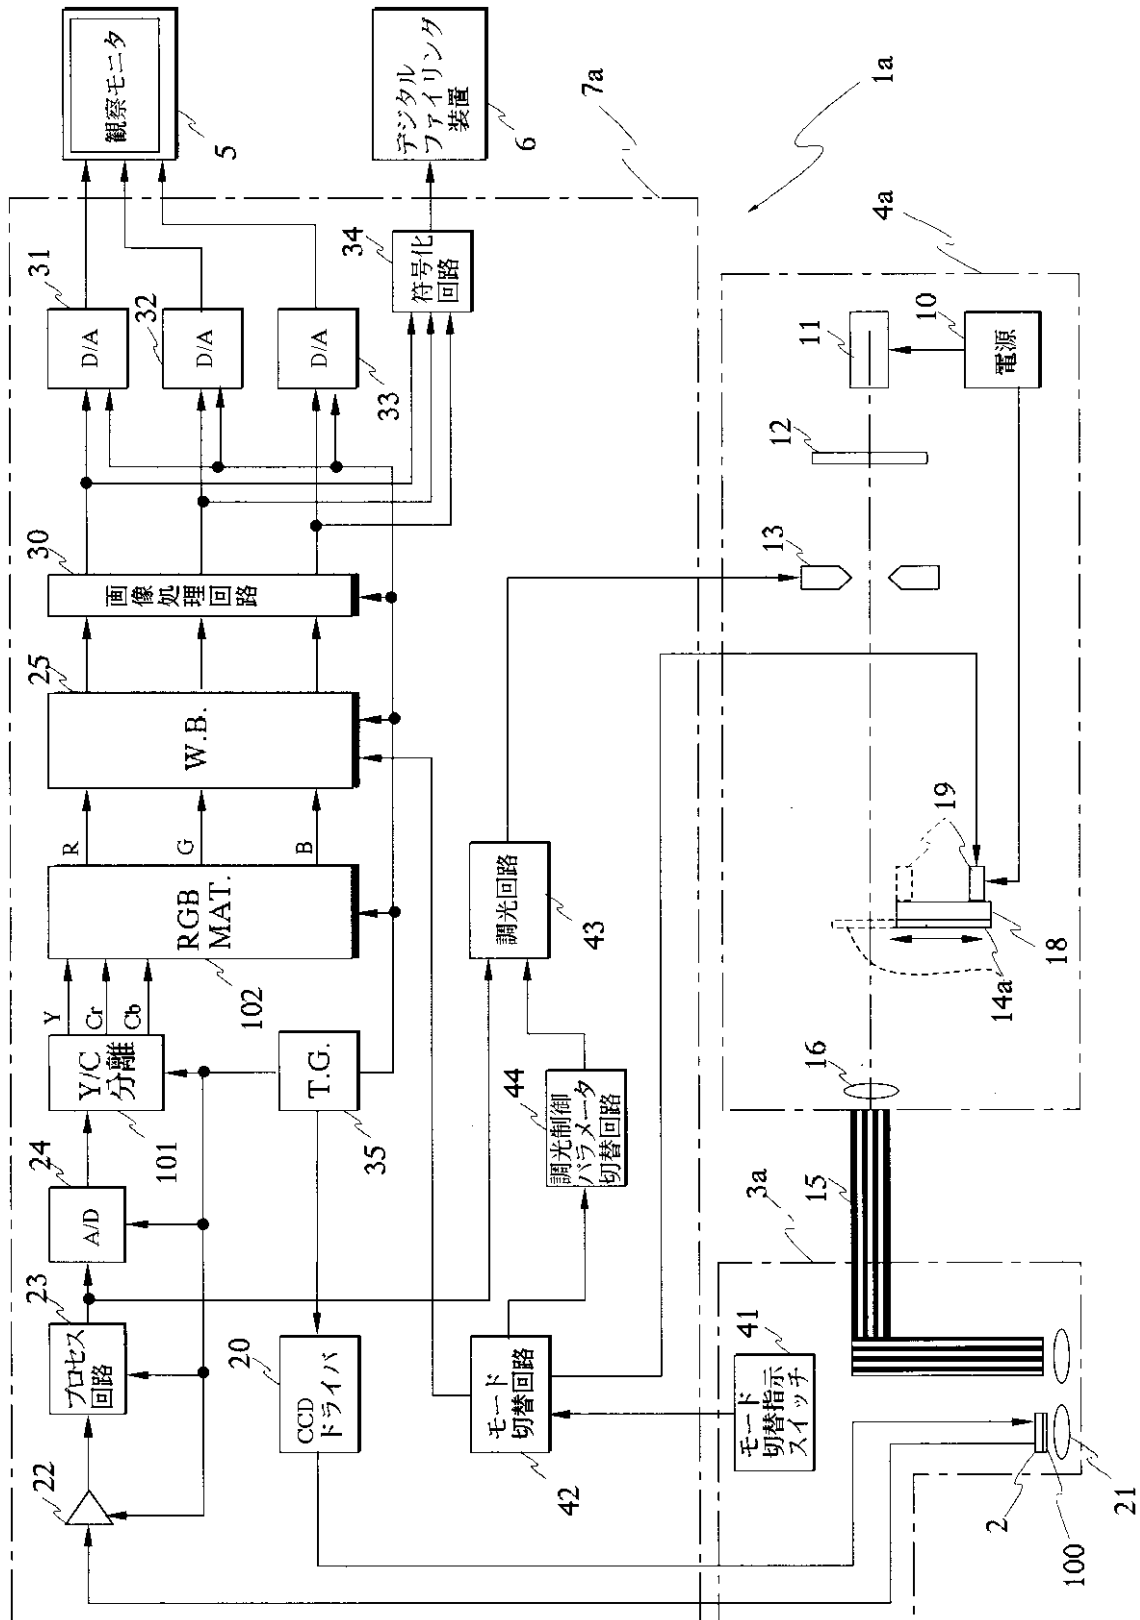 22
23
プロセス
回路
24
A/D
101
Y/C
分離
Y
Cr
Cb
102
RGB
MAT.
R
G
B
25
W.B.
30
画像処理回路
31
D/A
32
D/A
33
D/A
34
符号化
回路
観察モニタ
5
デジタル
ファイリング
装置
6
7a
1a
20
CCD
ドライバ
35
T.G.
42
モード
切替回路
44
調光制御
パラメータ
切替回路
43
調光回路
41
モード
切替指示
スイッチ
3a
2
100
21
15
16
14a
18
19
13
12
11
10
電源
4a